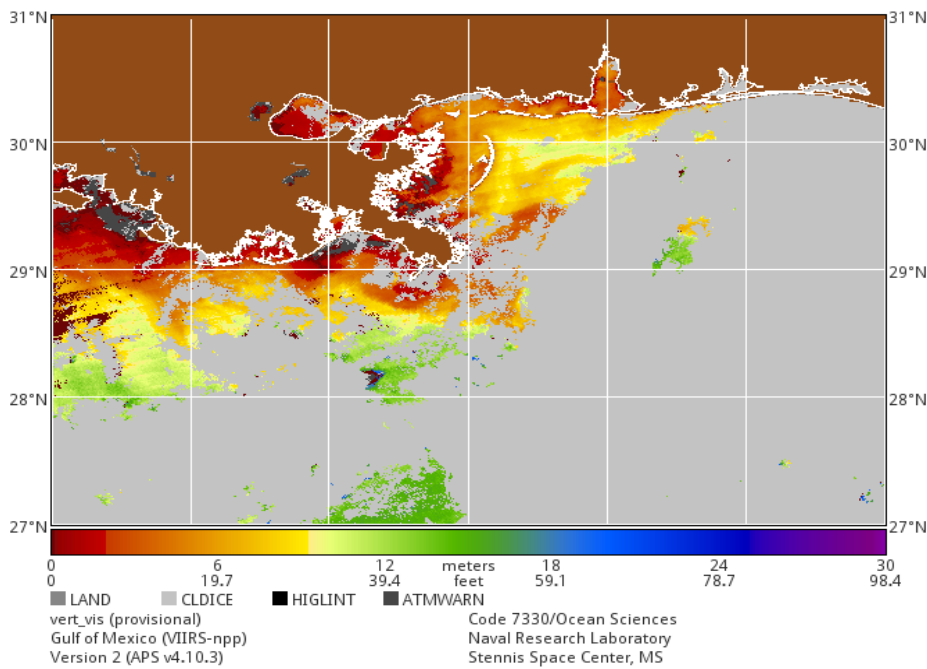 31°N 31°N
30°N 30°N
29°N 29°N
28°N 28°N
27°N 27°N
0 6 12 meters 18 24 30
0 19.7 39.4 feet 59.1 78.7 98.4
LAND CLDICE HIGLINT ATMWARN
vert_vis (provisional) Code 7330/Ocean Sciences
Gulf of Mexico (VIIRS-npp) Naval Research Laboratory
Version 2 (APS v4.10.3) Stennis Space Center, MS